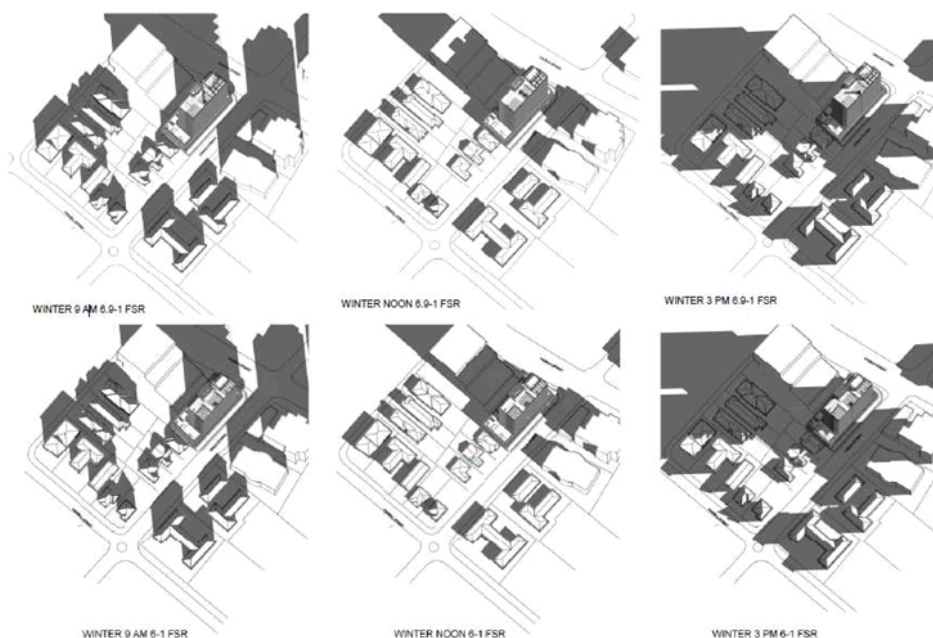 WINTER 9 AM 6.9-1 FSR
WINTER NOON 6.9-1 FSR
WINTER 3 PM 6.9-1 FSR
WINTER 9 AM 6-1 FSR
WINTER NOON 6-1 FSR
WINTER 3 PM 6-1 FSR